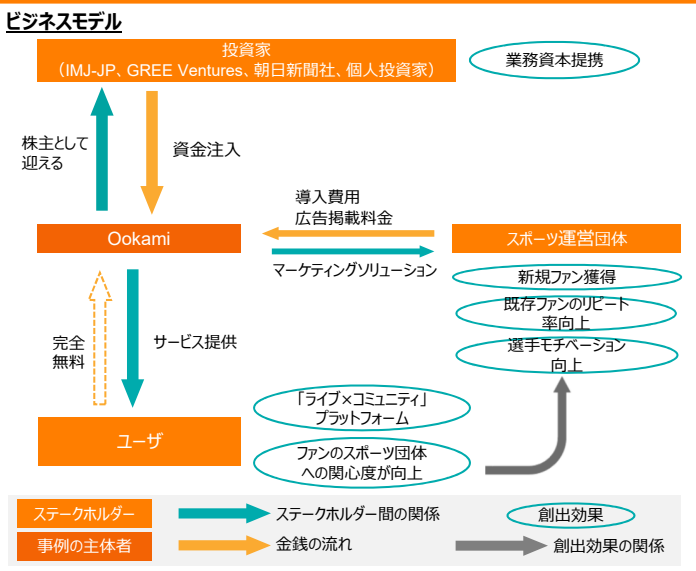 ビジネスモデル
投資家
（IMJ-JP、GREE Ventures、朝日新聞社、個人投資家）
業務資本提携
株主として
迎える
資金注入
導入費用
広告掲載料金
Ookami
スポーツ運営団体
マーケティングソリューション
新規ファン獲得
既存ファンのリピート
率向上
選手モチベーション
向上
完全
無料
サービス提供
「ライブ×コミュニティ」
プラットフォーム
ユーザ
ファンのスポーツ団体
への関心度が向上
ステークホルダー
ステークホルダー間の関係
創出効果
事例の主体者
金銭の流れ
創出効果の関係